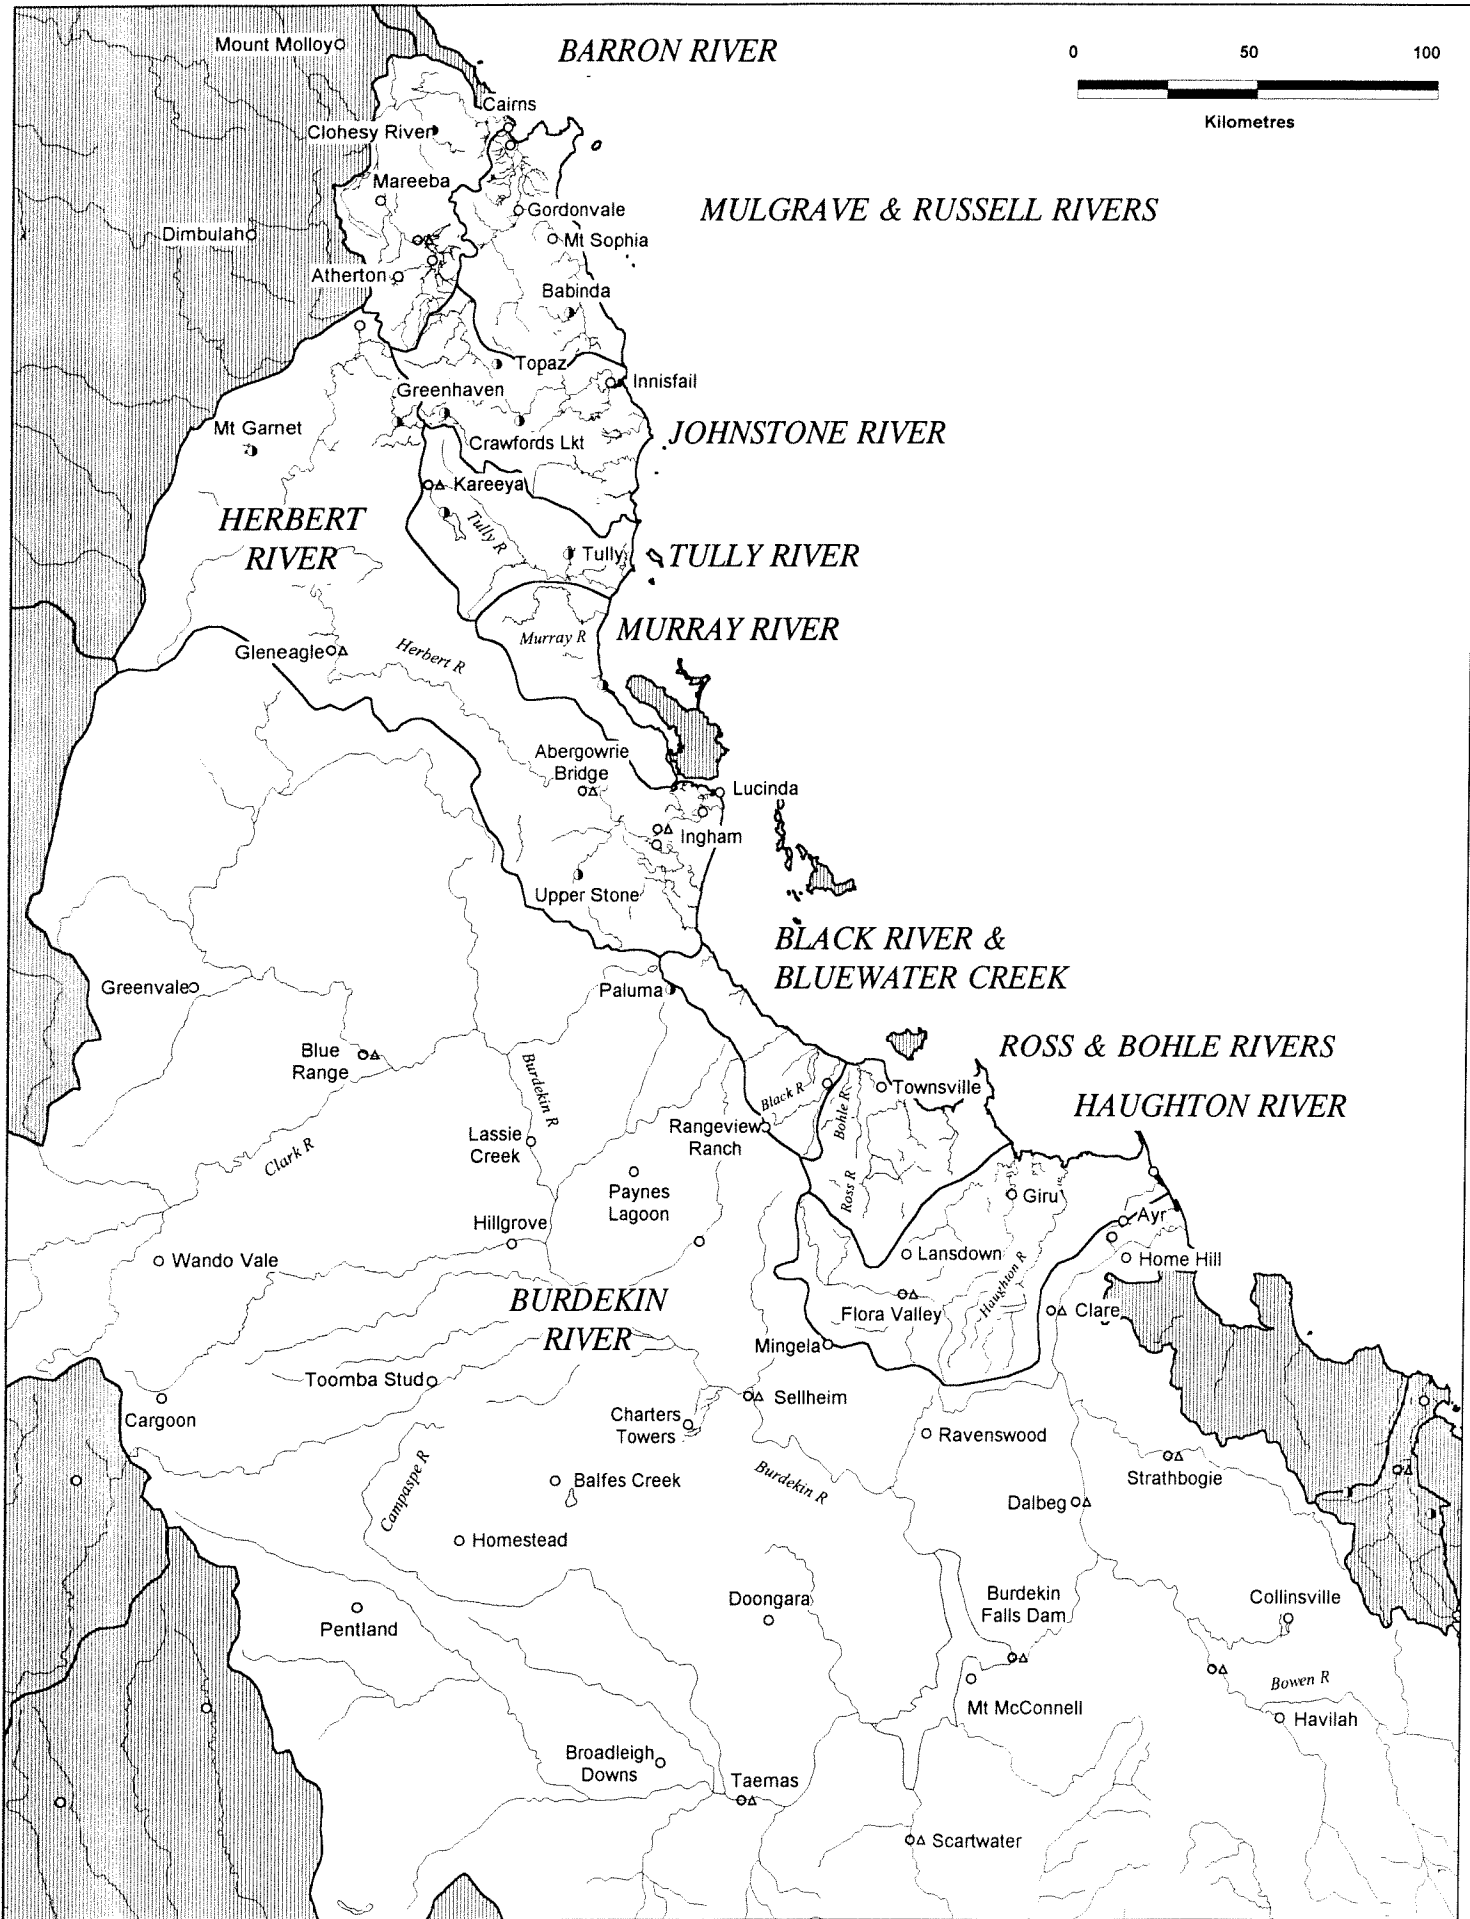 Mount Molloy
BARRON RIVER
0 50 100
Kilometres
Cairns
Clohesy River
Mareeba
Gordonvale
MULGRAVE & RUSSELL RIVERS
Dimbulah
Mt Sophia
Atherton
Babinda
Topaz
Innisfail
Greenhaven
Mt Garnet
Crawfords Lkt
JOHNSTONE RIVER
Kareeya
HERBERT
RIVER
Tully R
Tully
TULLY RIVER
Murray R
MURRAY RIVER
Gleneagle
Herbert R
Abergowrie
Bridge
Lucinda
Ingham
Upper Stone
BLACK RIVER &
BLUEWATER CREEK
Greenvale
Paluma
Blue
Range
Burdekin R
ROSS & BOHLE RIVERS
Black R
Bohle R
Townsville
HAUGHTON RIVER
Rangeview
Ranch
Lassie
Creek
Clark R
Paynes
Lagoon
Ross R
Giru
Ayr
Hillgrove
Wando Vale
Lansdown
Haughton R
Home Hill
BURDEKIN
RIVER
Flora Valley
Clare
Mingela
Toomba Stud
Cargoon
Sellheim
Charters
Towers
Ravenswood
Campaspe R
Balfes Creek
Burdekin R
Strathbogie
Dalbeg
Homestead
Doongara
Burdekin
Falls Dam
Collinsville
Pentland
Bowen R
Mt McConnell
Havilah
Broadleigh
Downs
Taemas
Scartwater